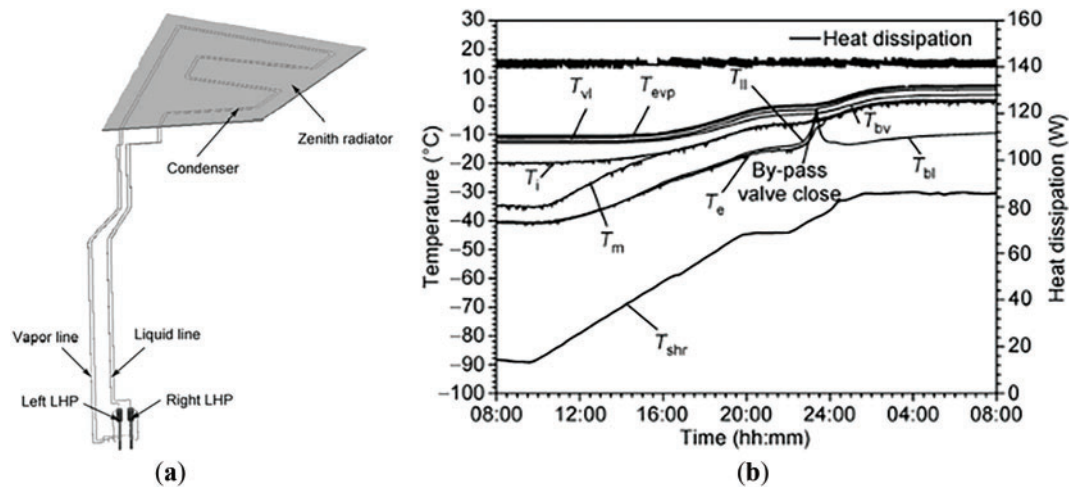 Zenith radiator
Condenser
Vapor line
Liquid line
Left LHP
Right LHP
(a)
b
Heat dissipation
Temperature (°C)
30
20
10
0
−10
−20
−30
−40
−50
−60
−70
−80
−90
−100
160
140
120
100
80
60
40
20
0
Heat dissipation (W)
T_vl
T_evp
T_ll
T_bv
T_i
T_e
By-pass
valve close
T_bl
T_m
T_shr
08:00 12:00 16:00 20:00 24:00 04:00 08:00
Time (hh:mm)
(b)